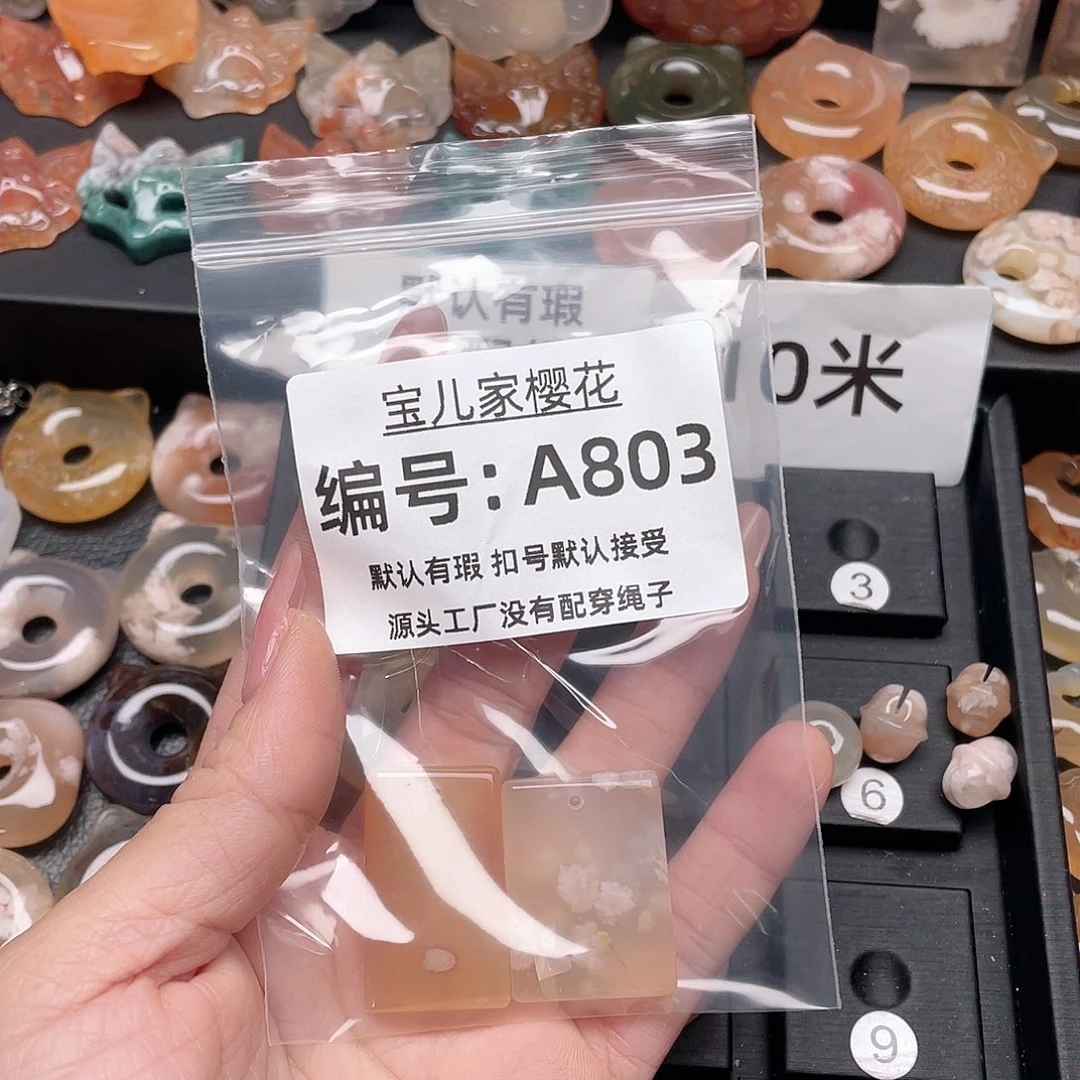 默认有瑕
0米
宝儿家樱花
编号：A803
默认有瑕 扣号默认接受
源头工厂没有配穿绳子
3
6
9